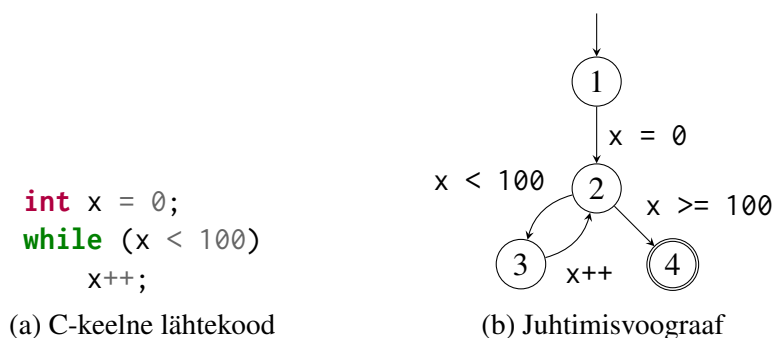 int x = 0;
while (x < 100)
x++;
(a) C-keelne lähtekood
1
x = 0
x < 100
2
x >= 100
3
x++
4
(b) Juhtimisvoograaf